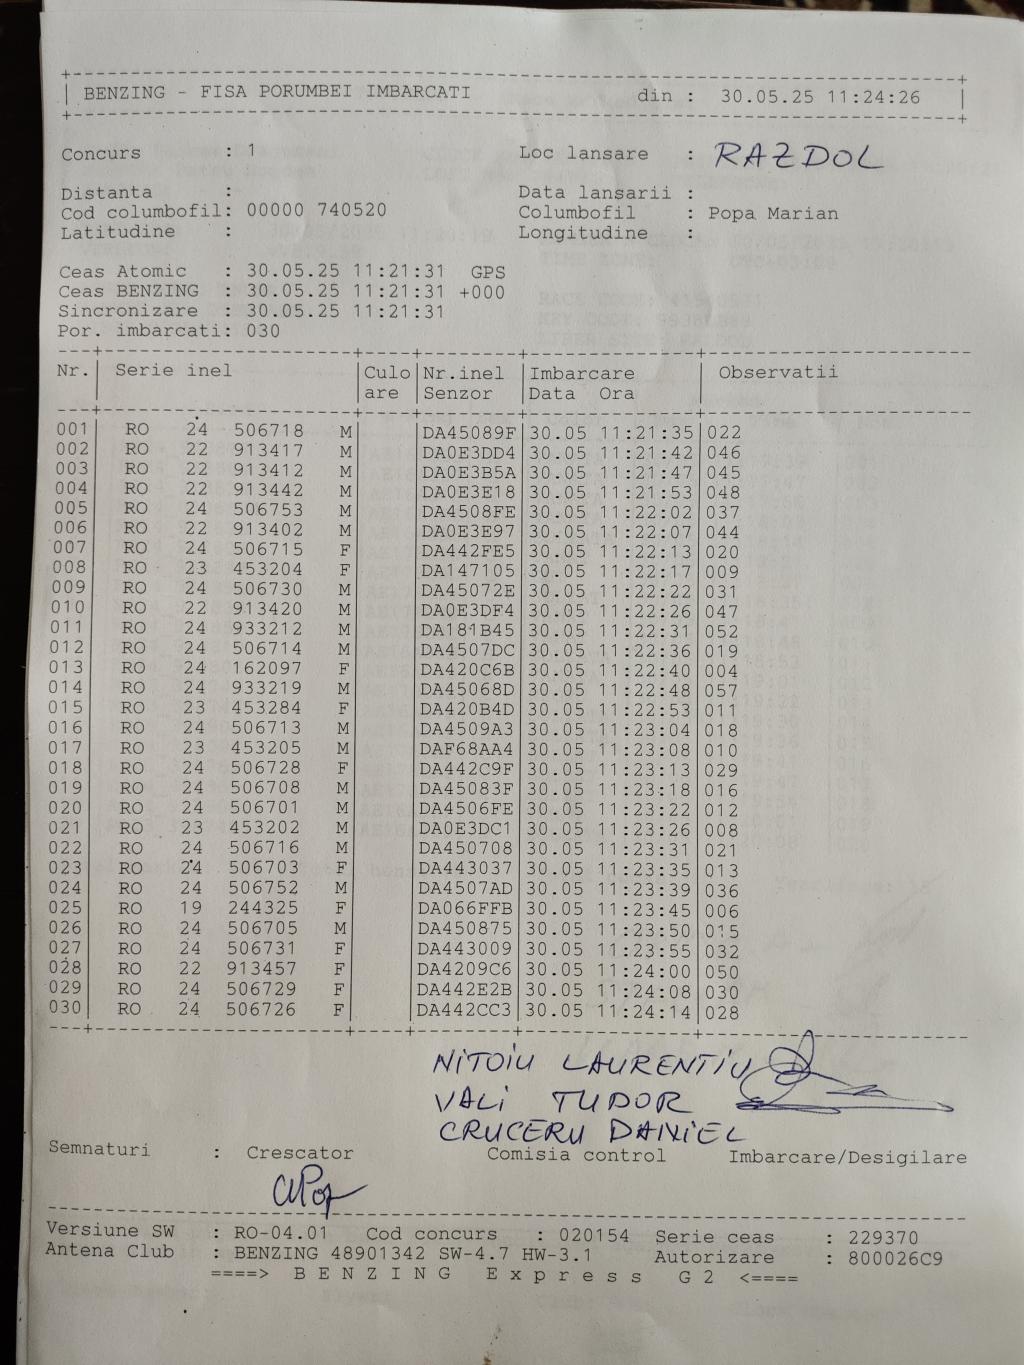 BENZING - FISA PORUMBEI IMBARCATI din : 30.05.25 11:24:26
Concurs : 1 Loc lansare : RAZDOL
Distanta : Data lansarii :
Cod columbofil: 00000 740520 Columbofil : Popa Marian
Latitudine : Longitudine :
Ceas Atomic : 30.05.25 11:21:31 GPS
Ceas BENZING : 30.05.25 11:21:31 +000
Sincronizare : 30.05.25 11:21:31
Por. imbarcati: 030
Nr. Serie inel Culo Nr.inel Imbarcare Observatii
are Senzor Data Ora
001 RO 24 506718 M DA45089F 30.05 11:21:35 022
002 RO 22 913417 M DA0E3DD4 30.05 11:21:42 046
003 RO 22 913412 M DA0E3B5A 30.05 11:21:47 045
004 RO 22 913442 M DA0E3E18 30.05 11:21:53 048
005 RO 24 506753 M DA4508FE 30.05 11:22:02 037
006 RO 22 913402 M DA0E3E97 30.05 11:22:07 044
007 RO 24 506715 F DA442FE5 30.05 11:22:13 020
008 RO 23 453204 F DA147105 30.05 11:22:17 009
009 RO 24 506730 M DA45072E 30.05 11:22:22 031
010 RO 22 913420 M DA0E3DF4 30.05 11:22:26 047
011 RO 24 933212 M DA181B45 30.05 11:22:31 052
012 RO 24 506714 M DA4507DC 30.05 11:22:36 019
013 RO 24 162097 F DA420C6B 30.05 11:22:40 004
014 RO 24 933219 M DA45068D 30.05 11:22:48 057
015 RO 23 453284 F DA420B4D 30.05 11:22:53 011
016 RO 24 506713 M DA4509A3 30.05 11:23:04 018
017 RO 23 453205 M DAF68AA4 30.05 11:23:08 010
018 RO 24 506728 F DA442C9F 30.05 11:23:13 029
019 RO 24 506708 M DA45083F 30.05 11:23:18 016
020 RO 24 506701 M DA4506FE 30.05 11:23:22 012
021 RO 23 453202 M DA0E3DC1 30.05 11:23:26 008
022 RO 24 506716 M DA450708 30.05 11:23:31 021
023 RO 24 506703 F DA443037 30.05 11:23:35 013
024 RO 24 506752 M DA4507AD 30.05 11:23:39 036
025 RO 19 244325 F DA066FFB 30.05 11:23:45 006
026 RO 24 506705 M DA450875 30.05 11:23:50 015
027 RO 24 506731 F DA443009 30.05 11:23:55 032
028 RO 22 913457 F DA4209C6 30.05 11:24:00 050
029 RO 24 506729 F DA442E2B 30.05 11:24:08 030
030 RO 24 506726 F DA442CC3 30.05 11:24:14 028
NITOIU LAURENTIU
VALI TUDOR
CRUCERU DANIEL
Semnaturi : Crescator Comisia control Imbarcare/Desigilare
Versiune SW : RO-04.01 Cod concurs : 020154 Serie ceas : 229370
Antena Club : BENZING 48901342 SW-4.7 HW-3.1 Autorizare : 800026C9
====> B E N Z I N G E x p r e s s G 2 <====